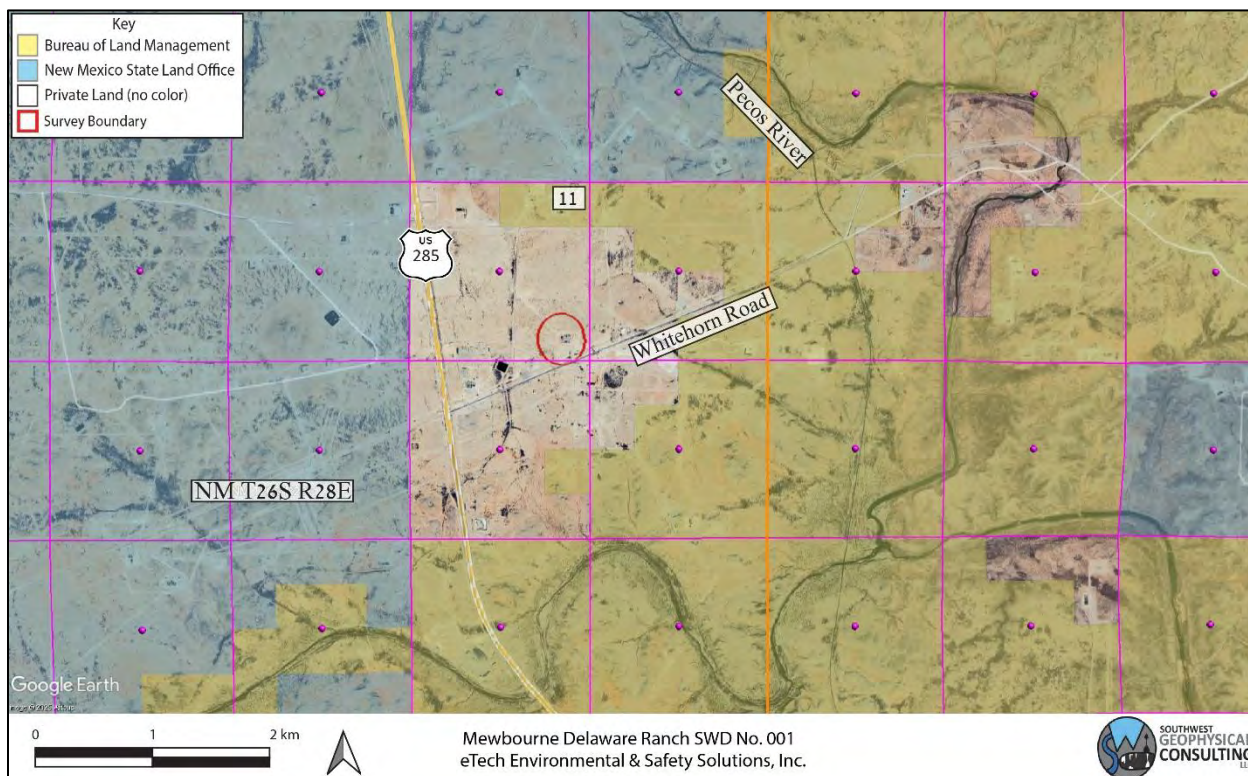 Key
Bureau of Land Management
New Mexico State Land Office
Private Land (no color)
Survey Boundary
Pecos River
11
US
285
Whitehorn Road
NM T26S R28E
Google Earth
0 1 2 km
Mewbourne Delaware Ranch SWD No. 001
eTech Environmental & Safety Solutions, Inc.
SOUTHWEST
GEOPHYSICAL
CONSULTING